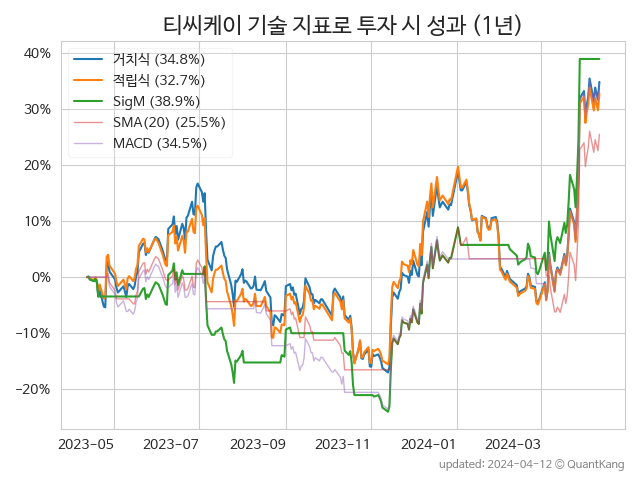 티씨케이 기술 지표로 투자 시 성과 (1년)
40%
30%
20%
10%
0%
−10%
−20%
거치식 (34.8%)
적립식 (32.7%)
SigM (38.9%)
SMA(20) (25.5%)
MACD (34.5%)
2023-05 2023-07 2023-09 2023-11 2024-01 2024-03
updated: 2024-04-12 © QuantKang